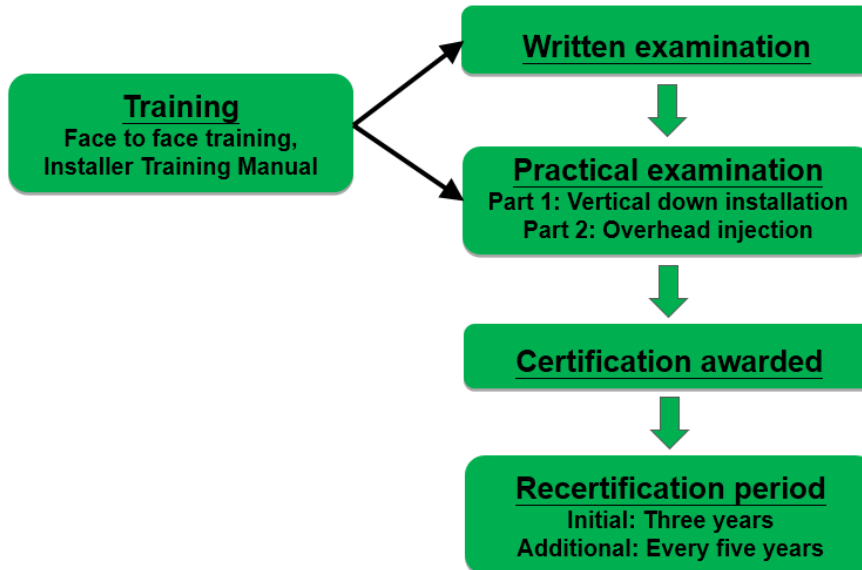 Training
Face to face training,
Installer Training Manual
Written examination
Practical examination
Part 1: Vertical down installation
Part 2: Overhead injection
Certification awarded
Recertification period
Initial: Three years
Additional: Every five years